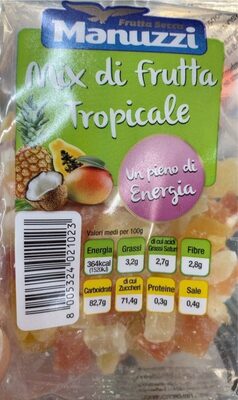 Frutta Secca
Manuzzi
Mix di Frutta
Tropicale
Un pieno di
Energia
Valori medi per 100g
Energia
364kcal
(1520kJ)
Grassi
3,2g
di cui acidi
Grassi Saturi
2,7g
Fibre
2,8g
Carboidrati
82,7g
di cui
Zuccheri
71,4g
Proteine
0,3g
Sale
0,4g
8 005324 021023